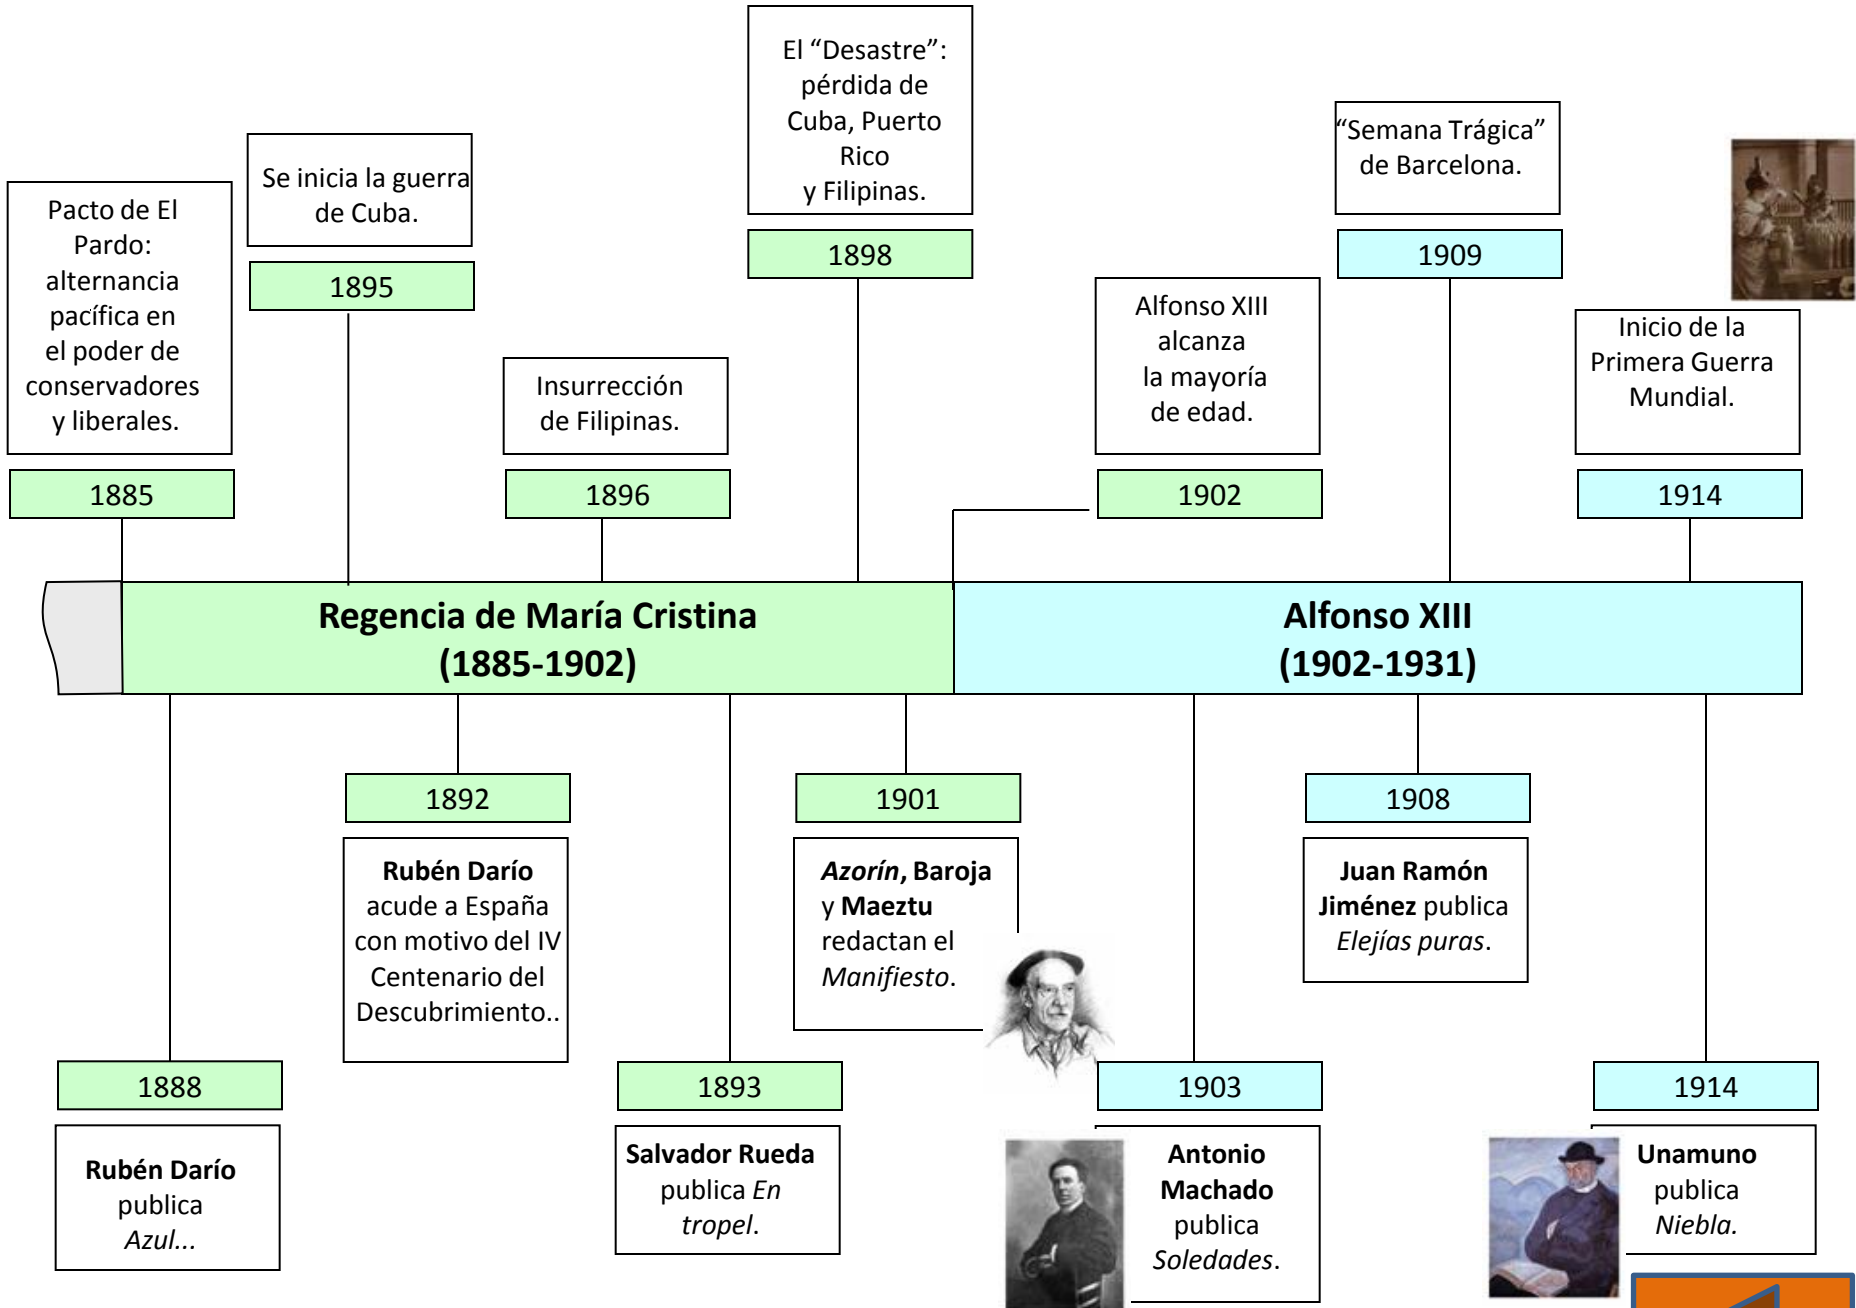 El “Desastre”:
pérdida de
Cuba, Puerto
Rico
y Filipinas.
1898
“Semana Trágica”
de Barcelona.
1909
Se inicia la guerra
de Cuba.
1895
Pacto de El
Pardo:
alternancia
pacífica en
el poder de
conservadores
y liberales.
1885
Insurrección
de Filipinas.
1896
Alfonso XIII
alcanza
la mayoría
de edad.
1902
Inicio de la
Primera Guerra
Mundial.
1914
Regencia de María Cristina
(1885-1902)
Alfonso XIII
(1902-1931)
1892
Rubén Darío
acude a España
con motivo del IV
Centenario del
Descubrimiento..
1901
Azorín, Baroja
y Maeztu
redactan el
Manifiesto.
1908
Juan Ramón
Jiménez publica
Elejías puras.
1888
Rubén Darío
publica
Azul...
1893
Salvador Rueda
publica En
tropel.
1903
Antonio
Machado
publica
Soledades.
1914
Unamuno
publica
Niebla.